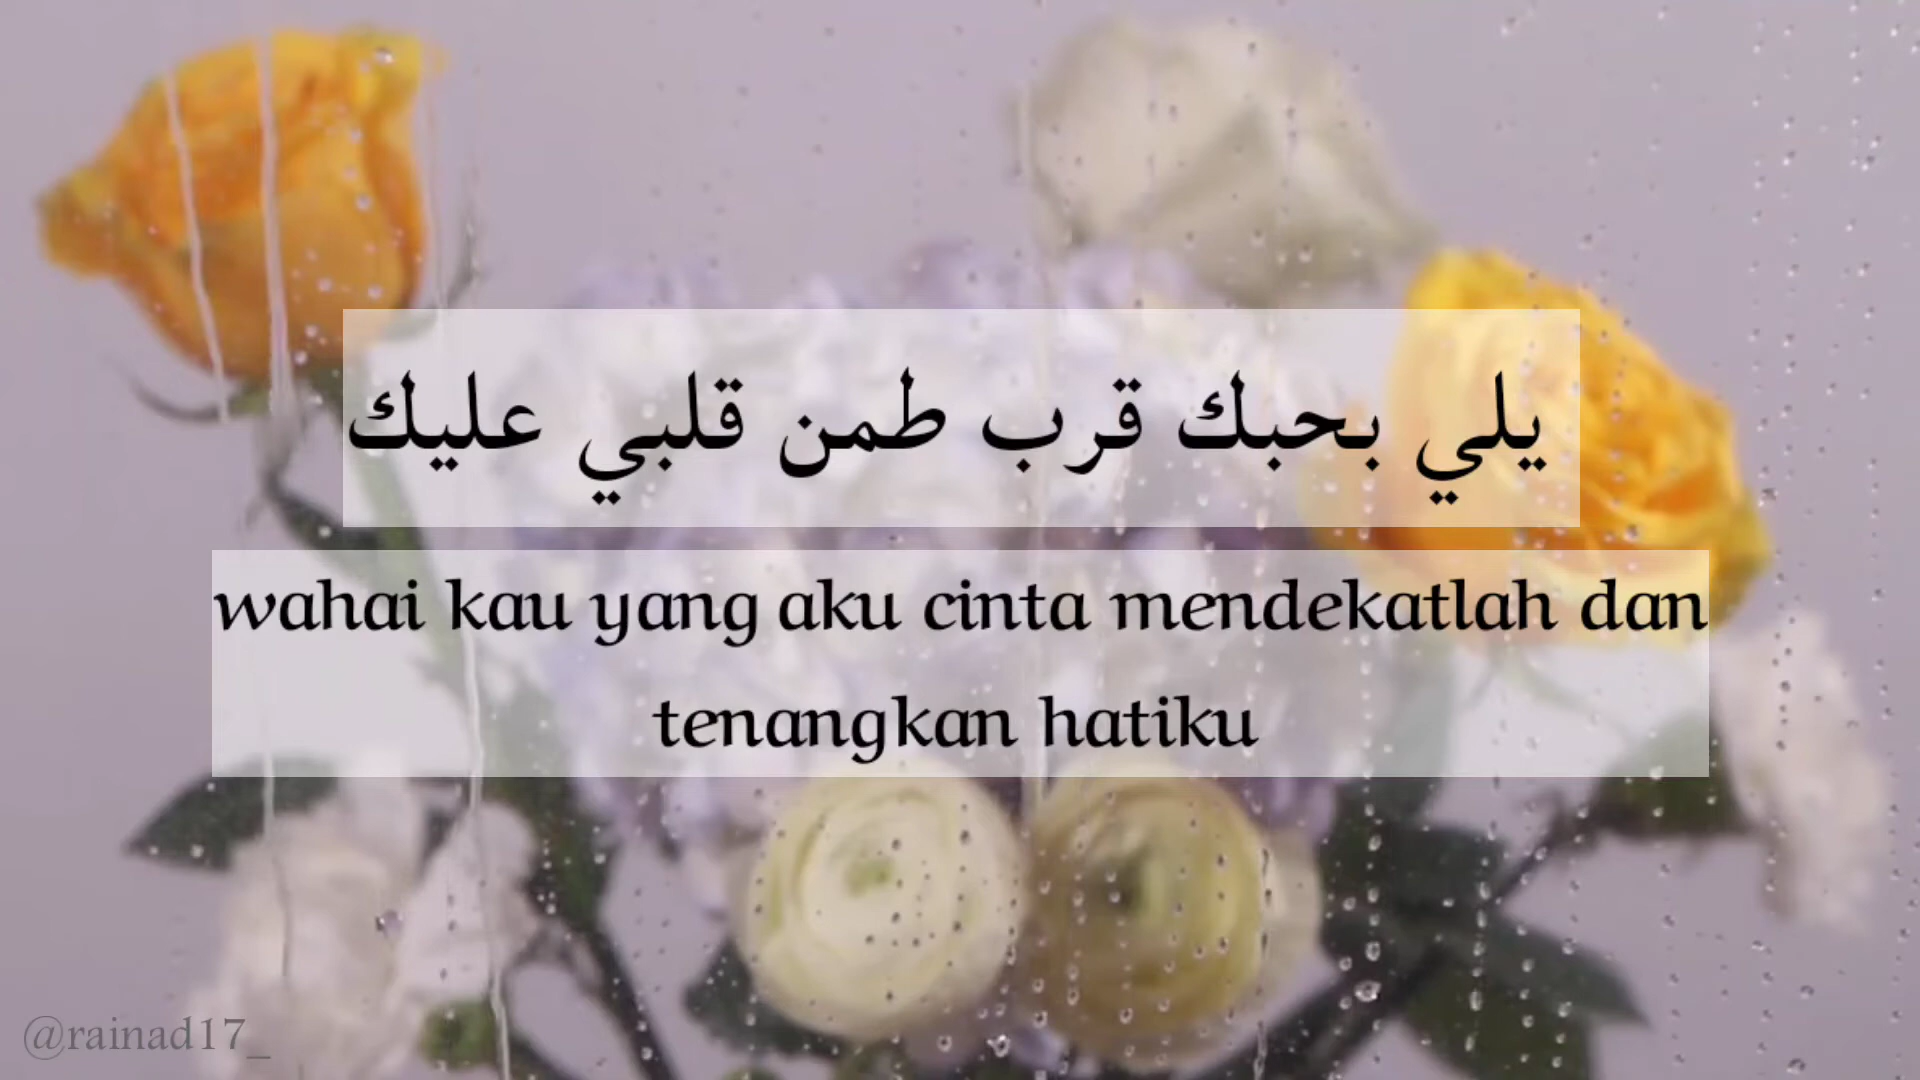 يلي بحبك قرب طمن قلبي عليك
wahai kau yang aku cinta mendekatlah dan
tenangkan hatiku
@rainad17_